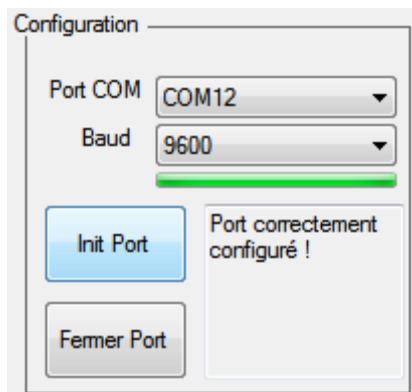 Configuration
Port COM COM12
Baud 9600
Init Port
Port correctement
configuré !
Fermer Port